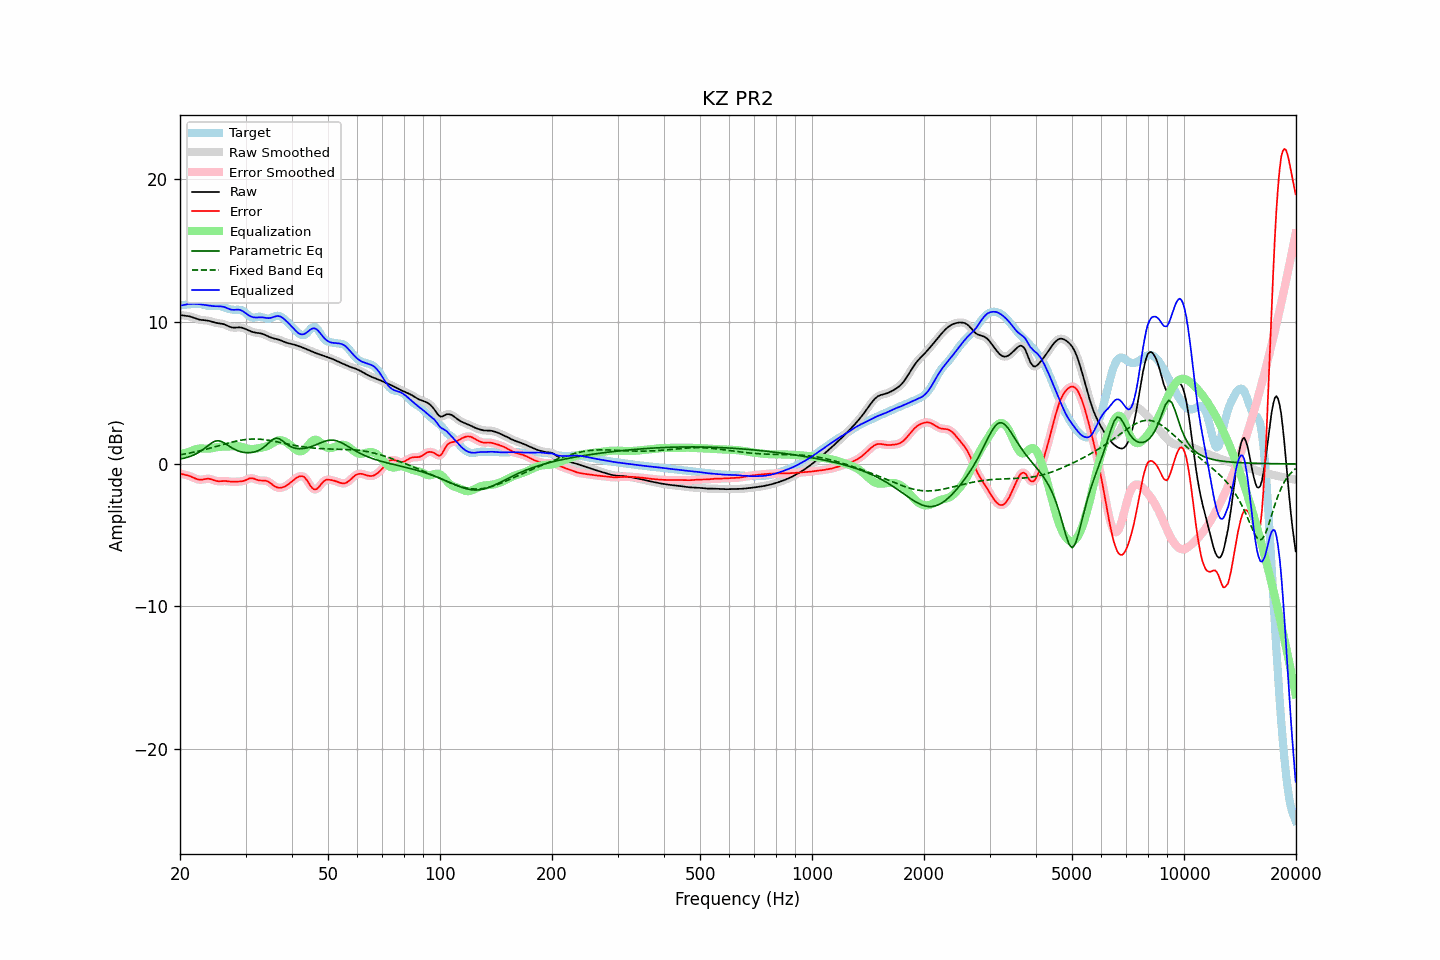 KZ PR2
Target
Raw Smoothed
Error Smoothed
Raw
Error
Equalization
Parametric Eq
Fixed Band Eq
Equalized
20
10
0
−10
−20
Amplitude (dBr)
20 50 100 200 500 1000 2000 5000 10000 20000
Frequency (Hz)